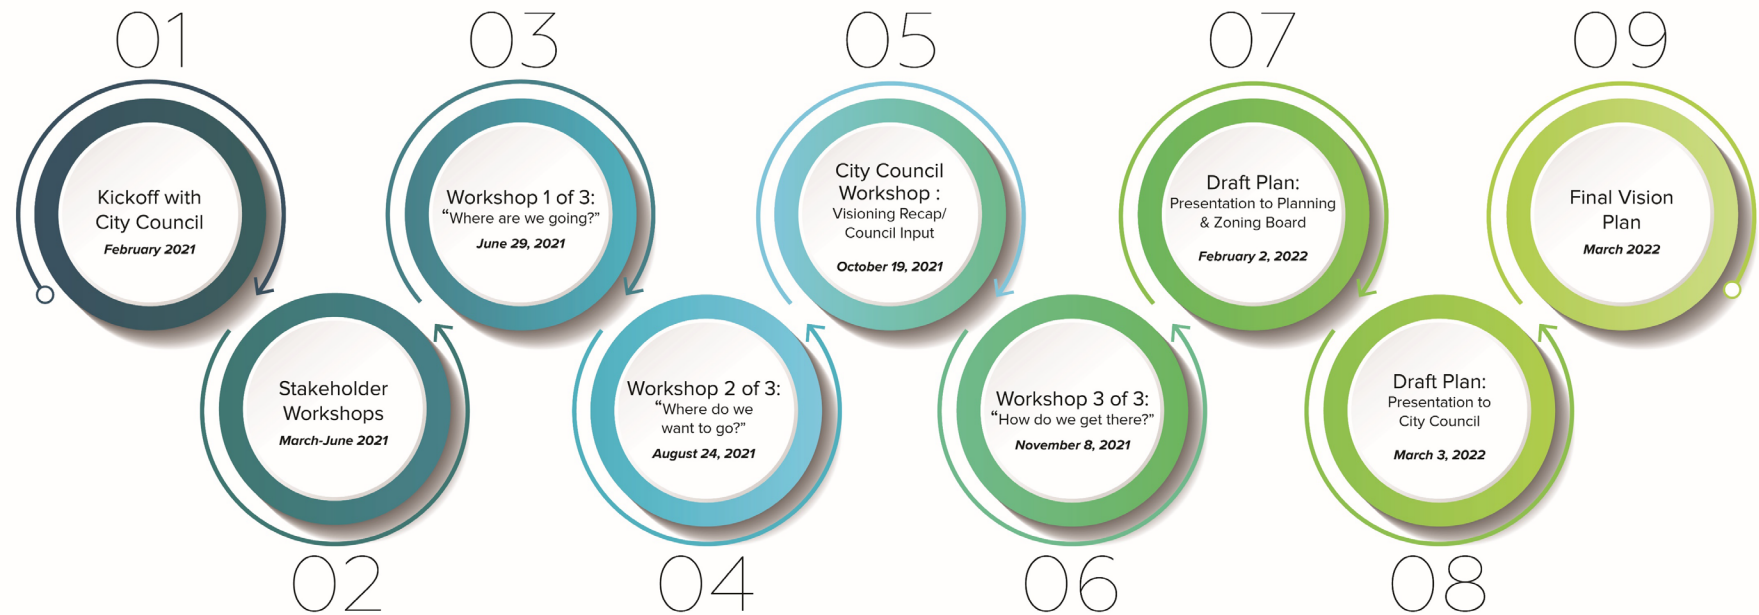 01
Kickoff with
City Council
February 2021
02
Stakeholder
Workshops
March-June 2021
03
Workshop 1 of 3:
“Where are we going?”
June 29, 2021
04
Workshop 2 of 3:
“Where do we
want to go?”
August 24, 2021
05
City Council
Workshop :
Visioning Recap/
Council Input
October 19, 2021
06
Workshop 3 of 3:
“How do we get there?”
November 8, 2021
07
Draft Plan:
Presentation to Planning
& Zoning Board
February 2, 2022
08
Draft Plan:
Presentation to
City Council
March 3, 2022
09
Final Vision
Plan
March 2022